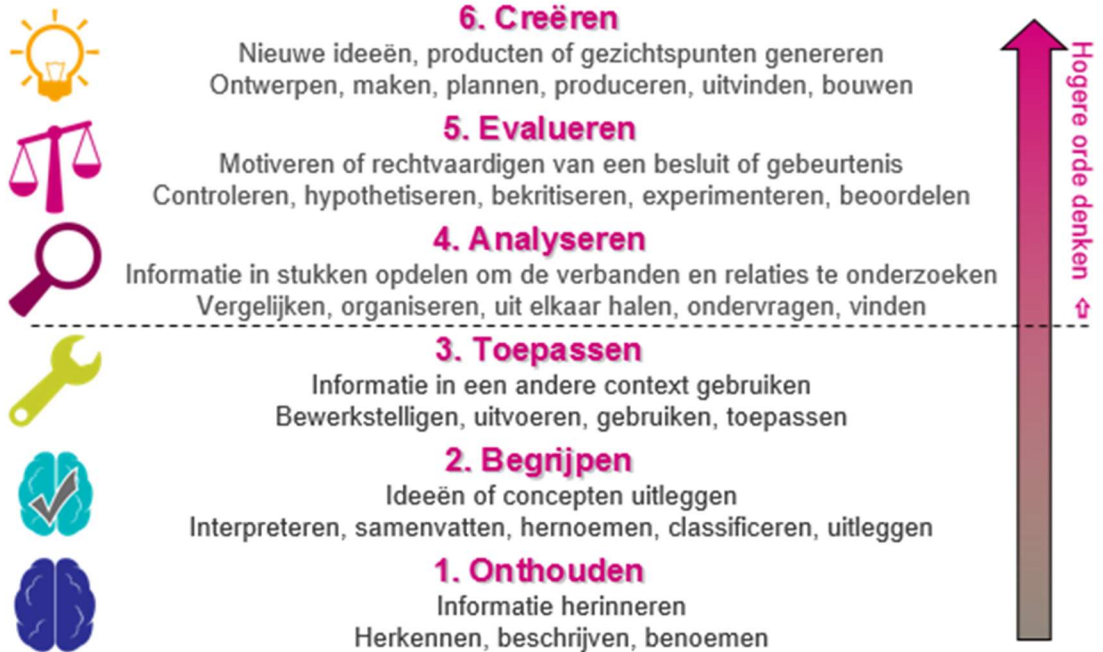 6. Creëren
Nieuwe ideeën, producten of gezichtspunten genereren
Ontwerpen, maken, plannen, produceren, uitvinden, bouwen
5. Evalueren
Motiveren of rechtvaardigen van een besluit of gebeurtenis
Controleren, hypothetiseren, bekritiseren, experimenteren, beoordelen
4. Analyseren
Informatie in stukken opdelen om de verbanden en relaties te onderzoeken
Vergelijken, organiseren, uit elkaar halen, ondervragen, vinden
3. Toepassen
Informatie in een andere context gebruiken
Bewerkstelligen, uitvoeren, gebruiken, toepassen
2. Begrijpen
Ideeën of concepten uitleggen
Interpreteren, samenvatten, hernoemen, classificeren, uitleggen
1. Onthouden
Informatie herinneren
Herkennen, beschrijven, benoemen
Hogere orde denken